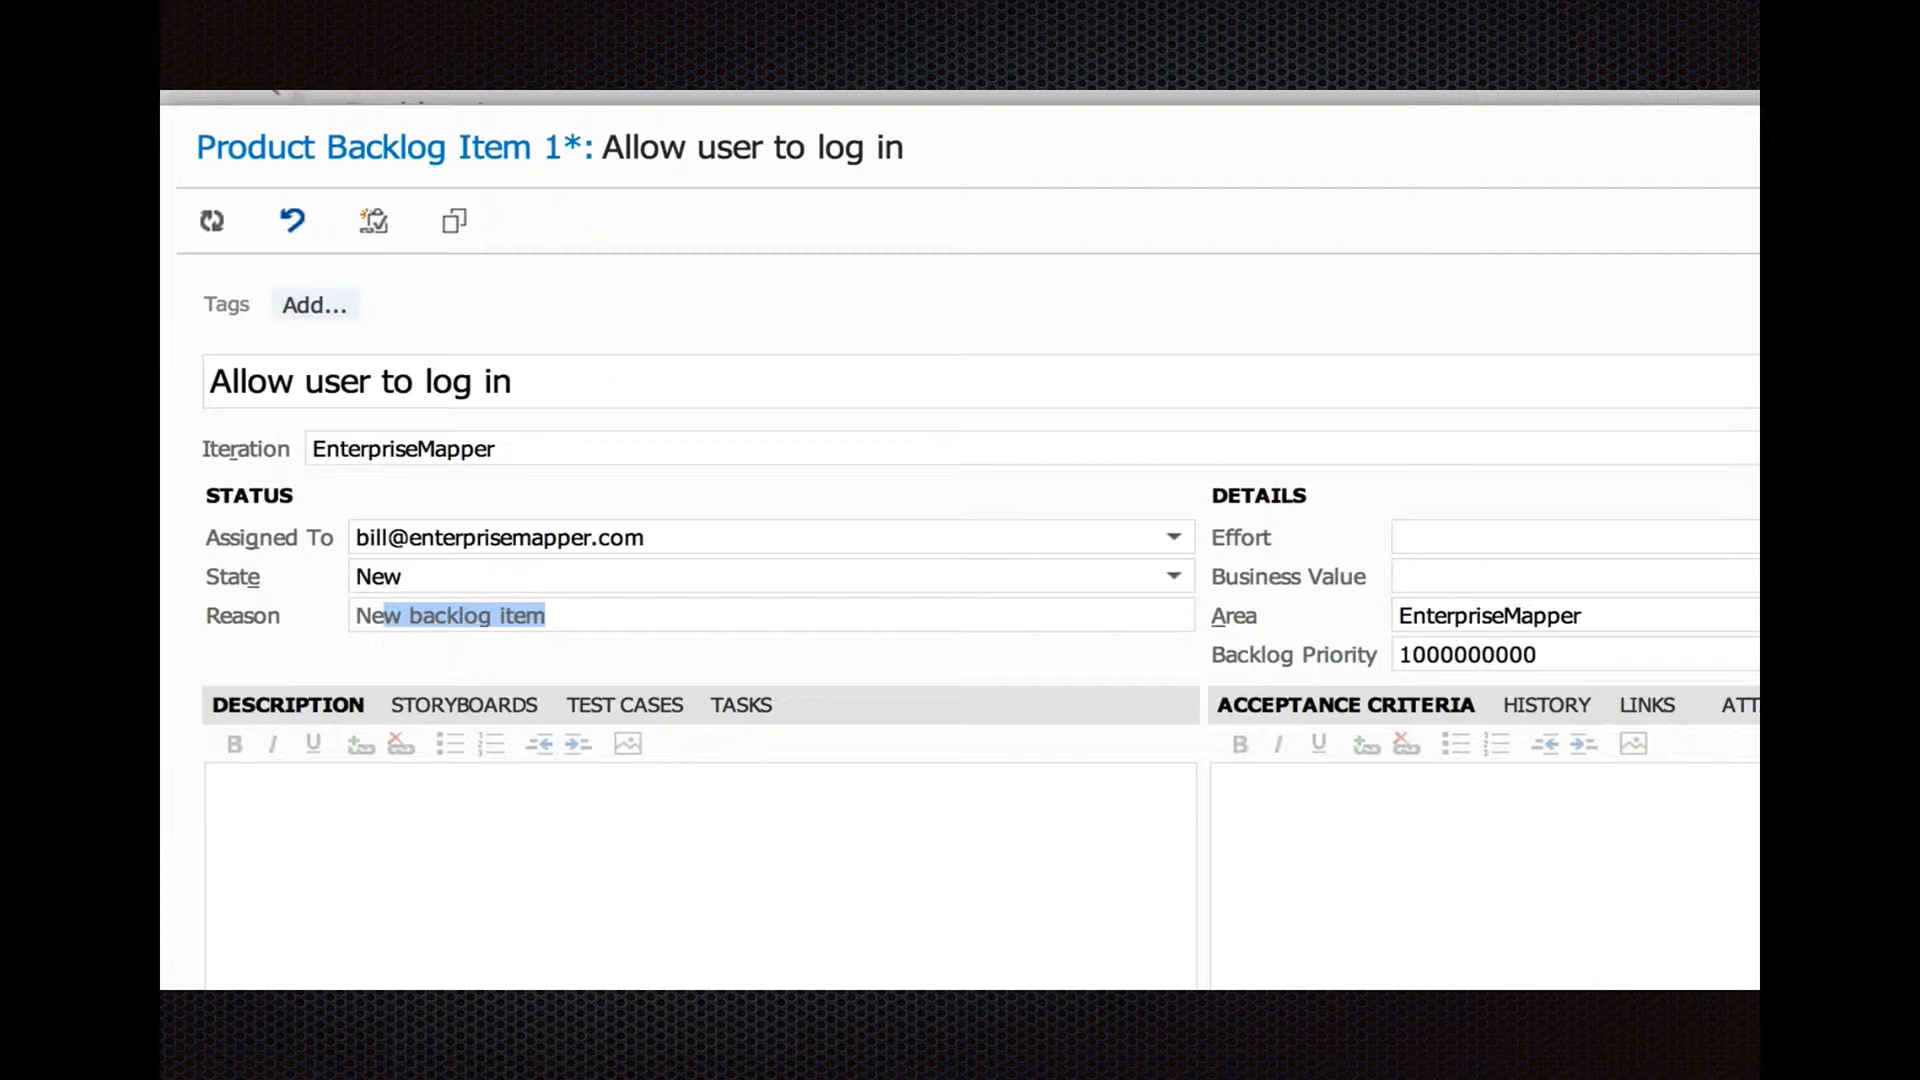 Product Backlog Item 1*: Allow user to log in
Tags Add...
Allow user to log in
Iteration EnterpriseMapper
STATUS
Assigned To bill@enterprisemapper.com
State New
Reason New backlog item
DETAILS
Effort
Business Value
Area EnterpriseMapper
Backlog Priority 1000000000
DESCRIPTION STORYBOARDS TEST CASES TASKS
B I U
ACCEPTANCE CRITERIA HISTORY LINKS ATT
B I U